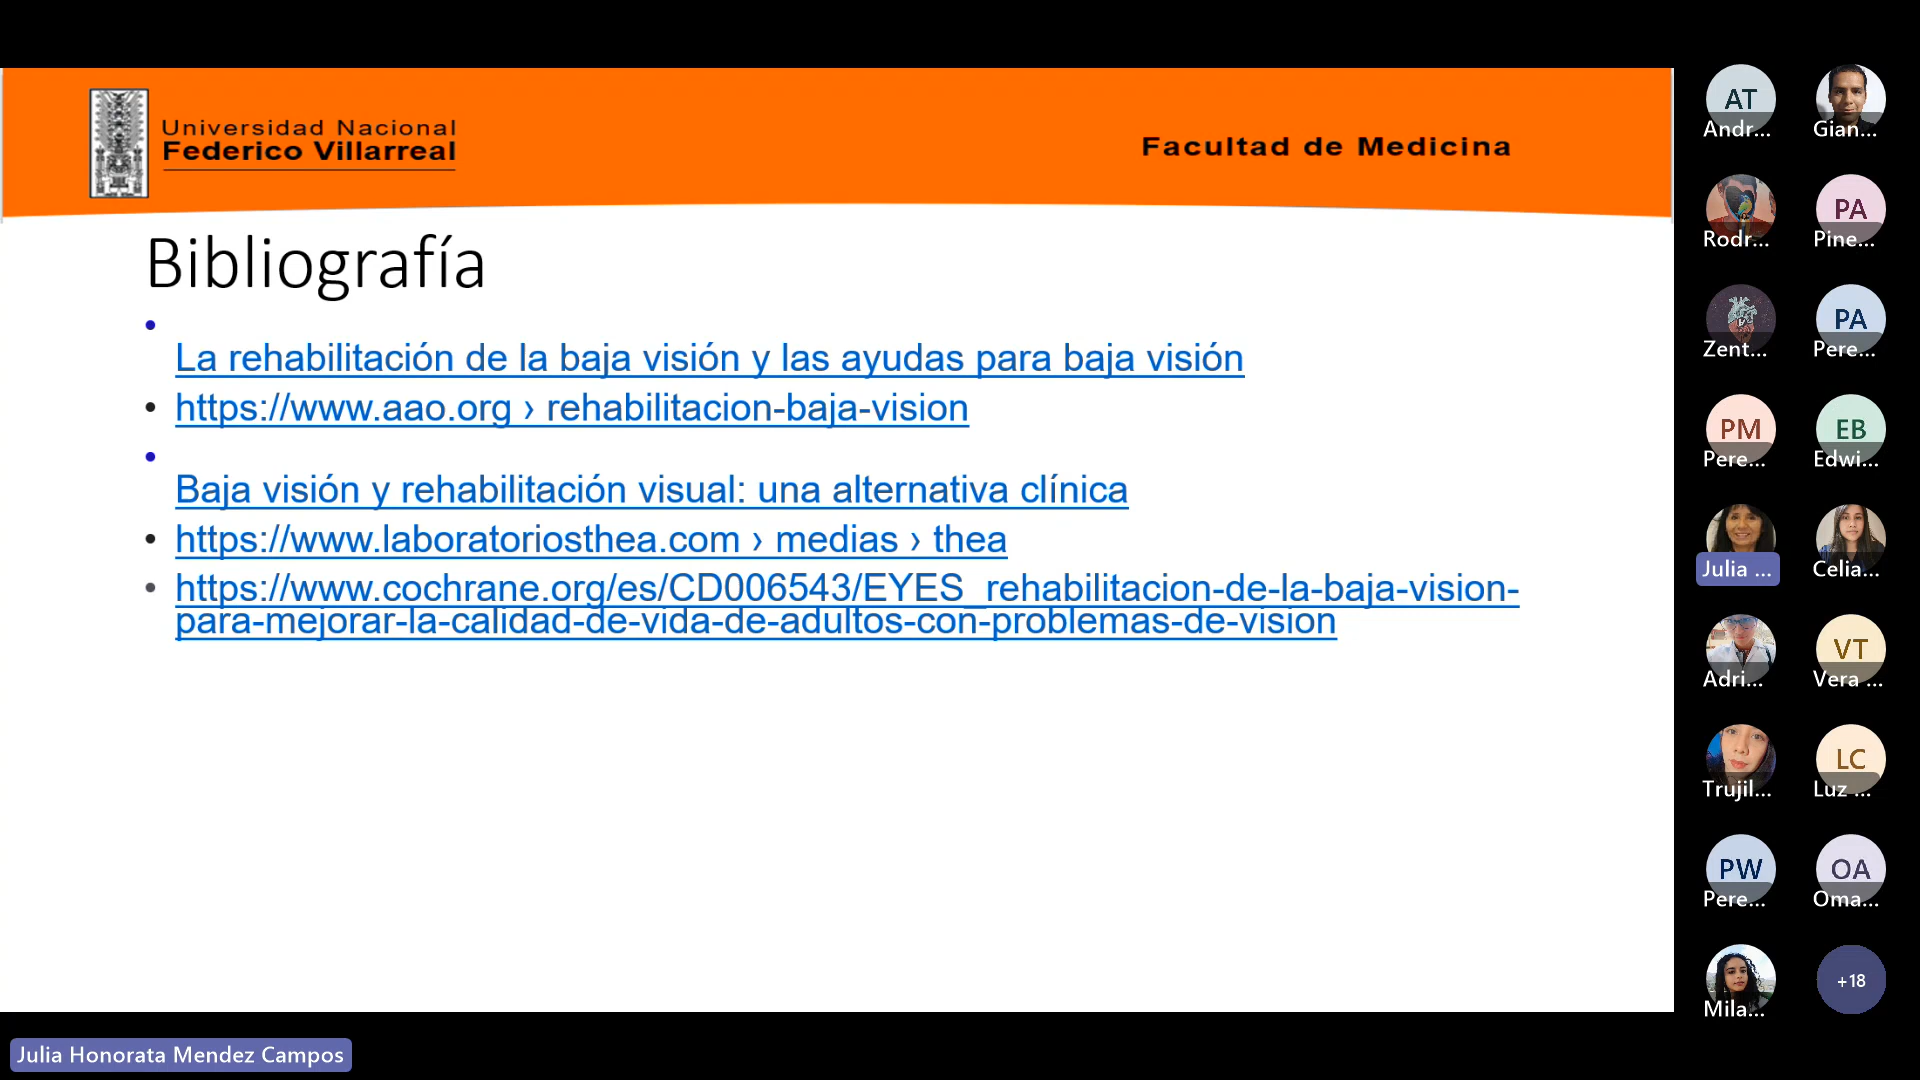 Universidad Nacional
Federico Villarreal
Facultad de Medicina
Bibliografía
La rehabilitación de la baja visión y las ayudas para baja visión
https://www.aao.org › rehabilitacion-baja-vision
Baja visión y rehabilitación visual: una alternativa clínica
https://www.laboratoriosthea.com › medias › thea
https://www.cochrane.org/es/CD006543/EYES_rehabilitacion-de-la-baja-vision-
para-mejorar-la-calidad-de-vida-de-adultos-con-problemas-de-vision
AT
Andr...
Gian...
Rodr...
PA
Pine...
Zent...
PA
Pere...
PM
Pere...
EB
Edwi...
Julia ...
Celia...
Adri...
VT
Vera ...
Trujil...
LC
Luz ...
PW
Pere...
OA
Oma...
Mila...
+18
Julia Honorata Mendez Campos